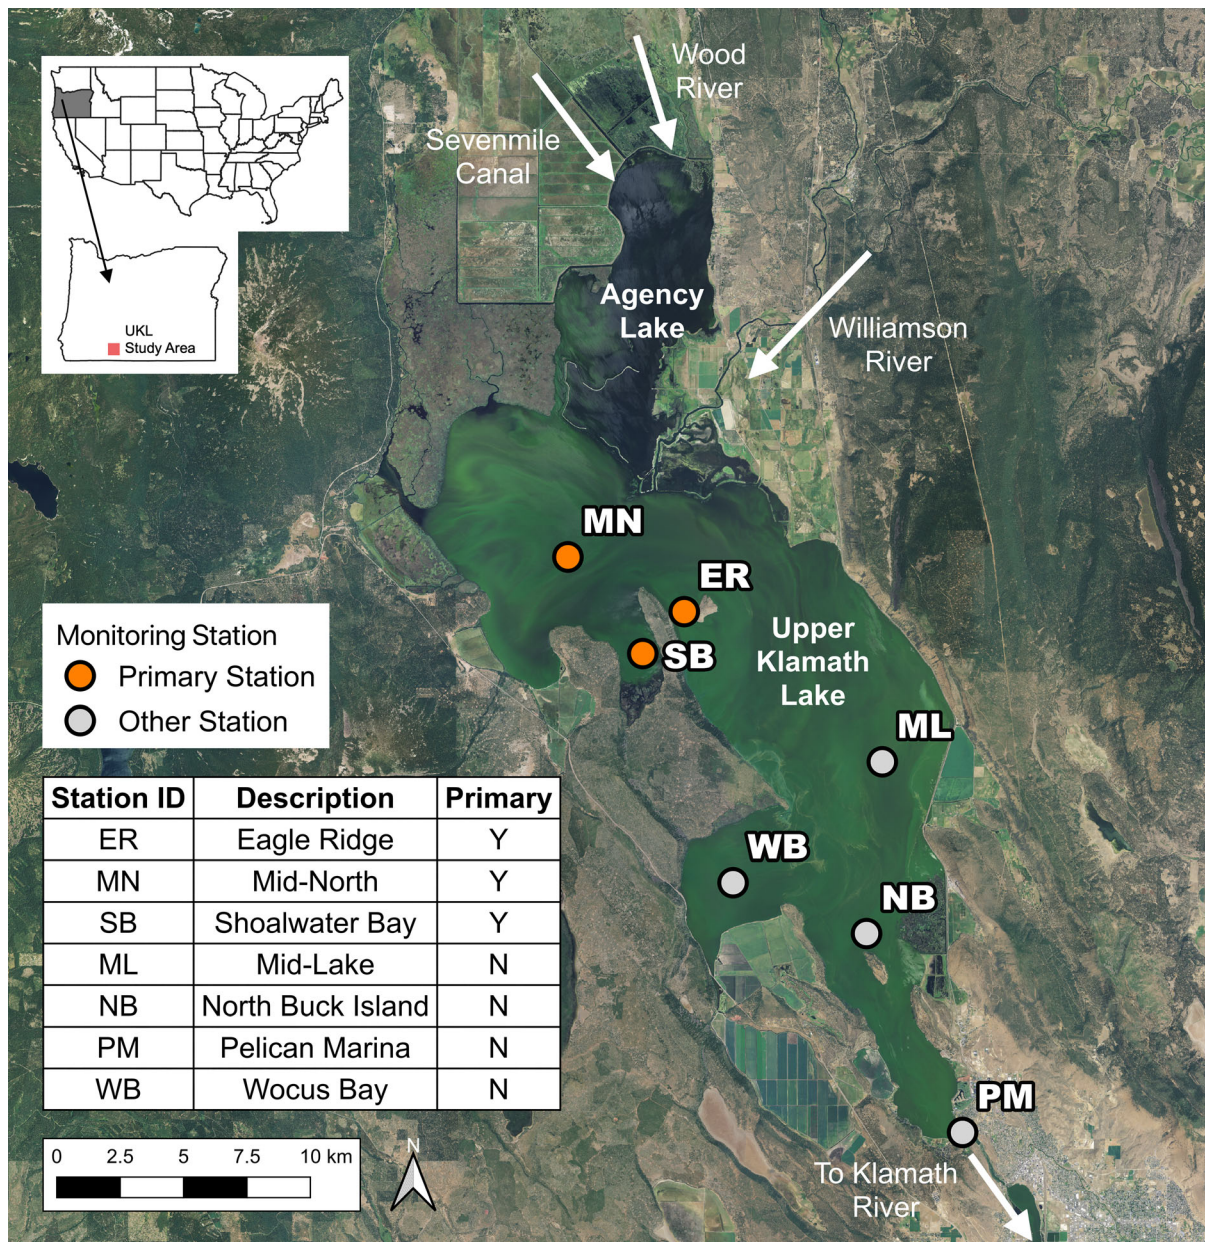 Wood
River
Sevenmile
Canal
Agency
Lake
Williamson
River
UKL
Study Area
MN
ER
SB
Upper
Klamath
Lake
ML
WB
NB
PM
To Klamath
River
Monitoring Station
Primary Station
Other Station
Station ID Description Primary
ER Eagle Ridge Y
MN Mid-North Y
SB Shoalwater Bay Y
ML Mid-Lake N
NB North Buck Island N
PM Pelican Marina N
WB Wocus Bay N
0 2.5 5 7.5 10 km
N